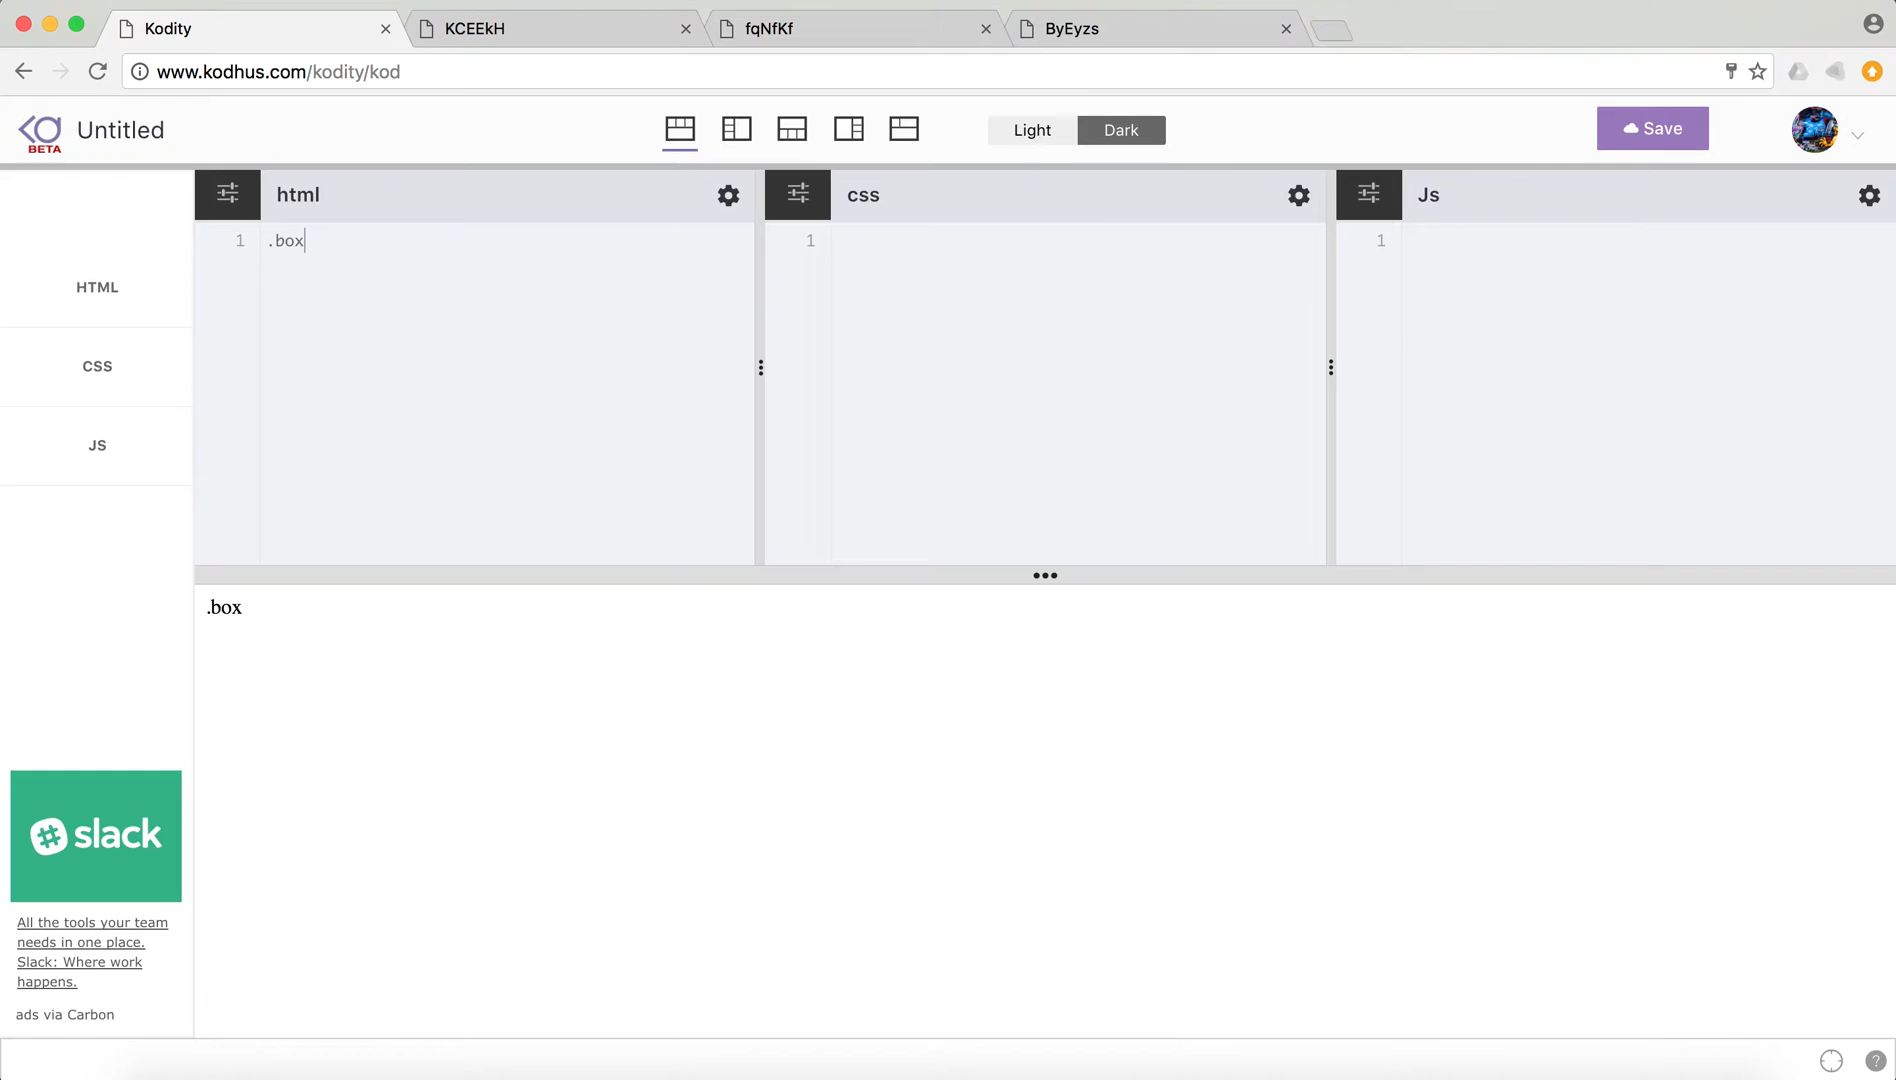 Kodity
KCEEkH
fqNfKf
ByEyzs
www.kodhus.com/kodity/kod
BETA
Untitled
Light
Dark
Save
html
css
Js
1
.box
1
1
HTML
CSS
JS
.box
slack
All the tools your team
needs in one place.
Slack: Where work
happens.
ads via Carbon
?